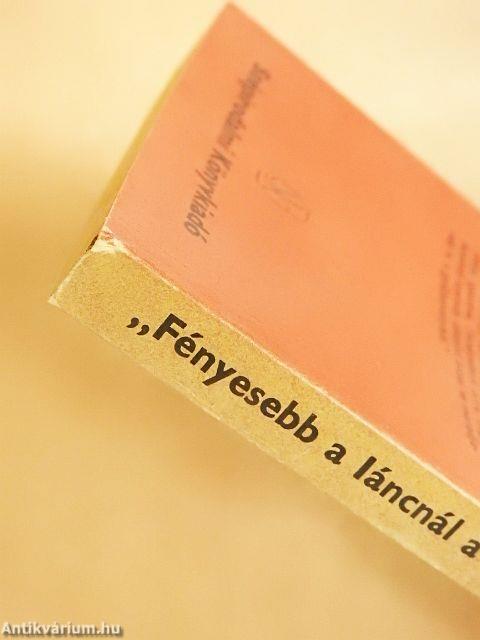 Szépirodalmi Könyvkiadó
„Fényesebb a láncnál a
Antikvárium.hu